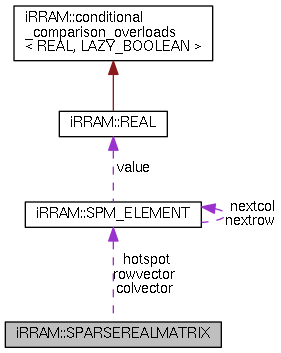 iRRAM::conditional
_comparison_overloads
< REAL, LAZY_BOOLEAN >
iRRAM::REAL
value
iRRAM::SPM_ELEMENT
nextcol
nextrow
hotspot
rowvector
colvector
iRRAM::SPARSEREALMATRIX